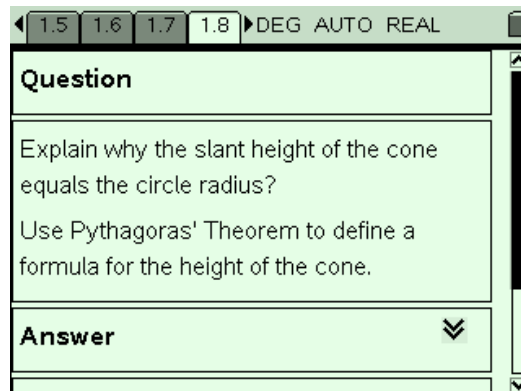 1.5 1.6 1.7 1.8 DEG AUTO REAL
Question
Explain why the slant height of the cone
equals the circle radius?
Use Pythagoras' Theorem to define a
formula for the height of the cone.
Answer